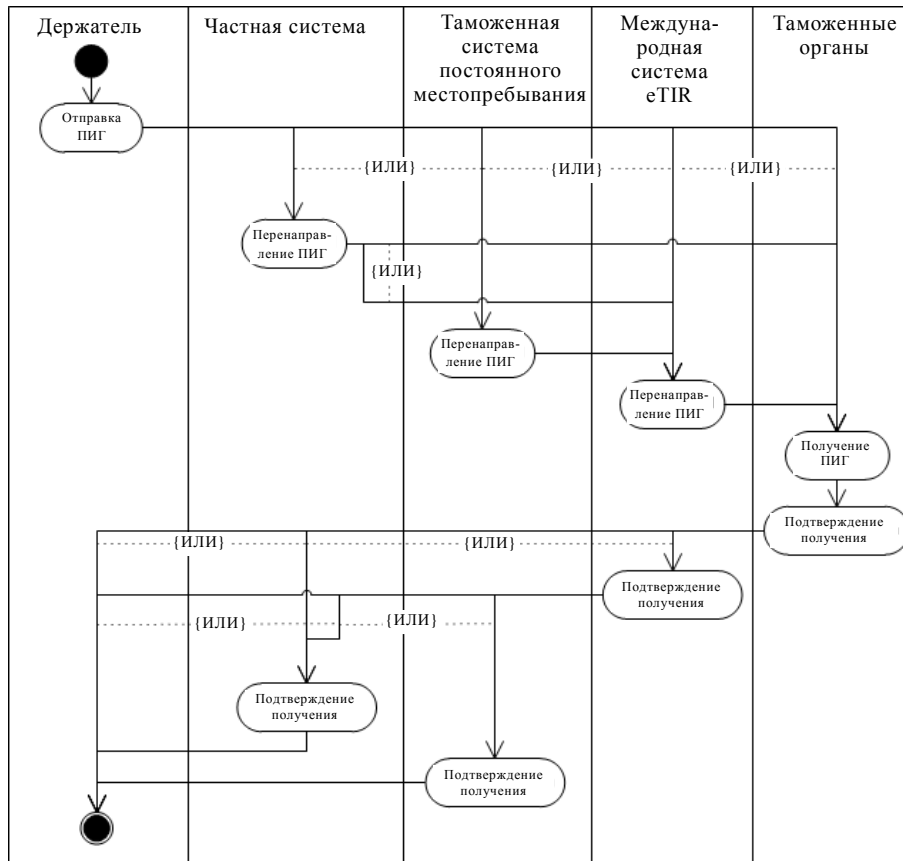 Держатель
Частная система
Таможенная
система
постоянного
местопребывания
Междуна-
родная
система
eTIR
Таможенные
органы
Отправка
ПИГ
{ИЛИ}
{ИЛИ}
{ИЛИ}
Перенаправ-
ление ПИГ
{ИЛИ}
Перенаправ-
ление ПИГ
Перенаправ-
ление ПИГ
Получение
ПИГ
Подтверждение
получения
{ИЛИ}
{ИЛИ}
Подтверждение
получения
{ИЛИ}
{ИЛИ}
Подтверждение
получения
Подтверждение
получения